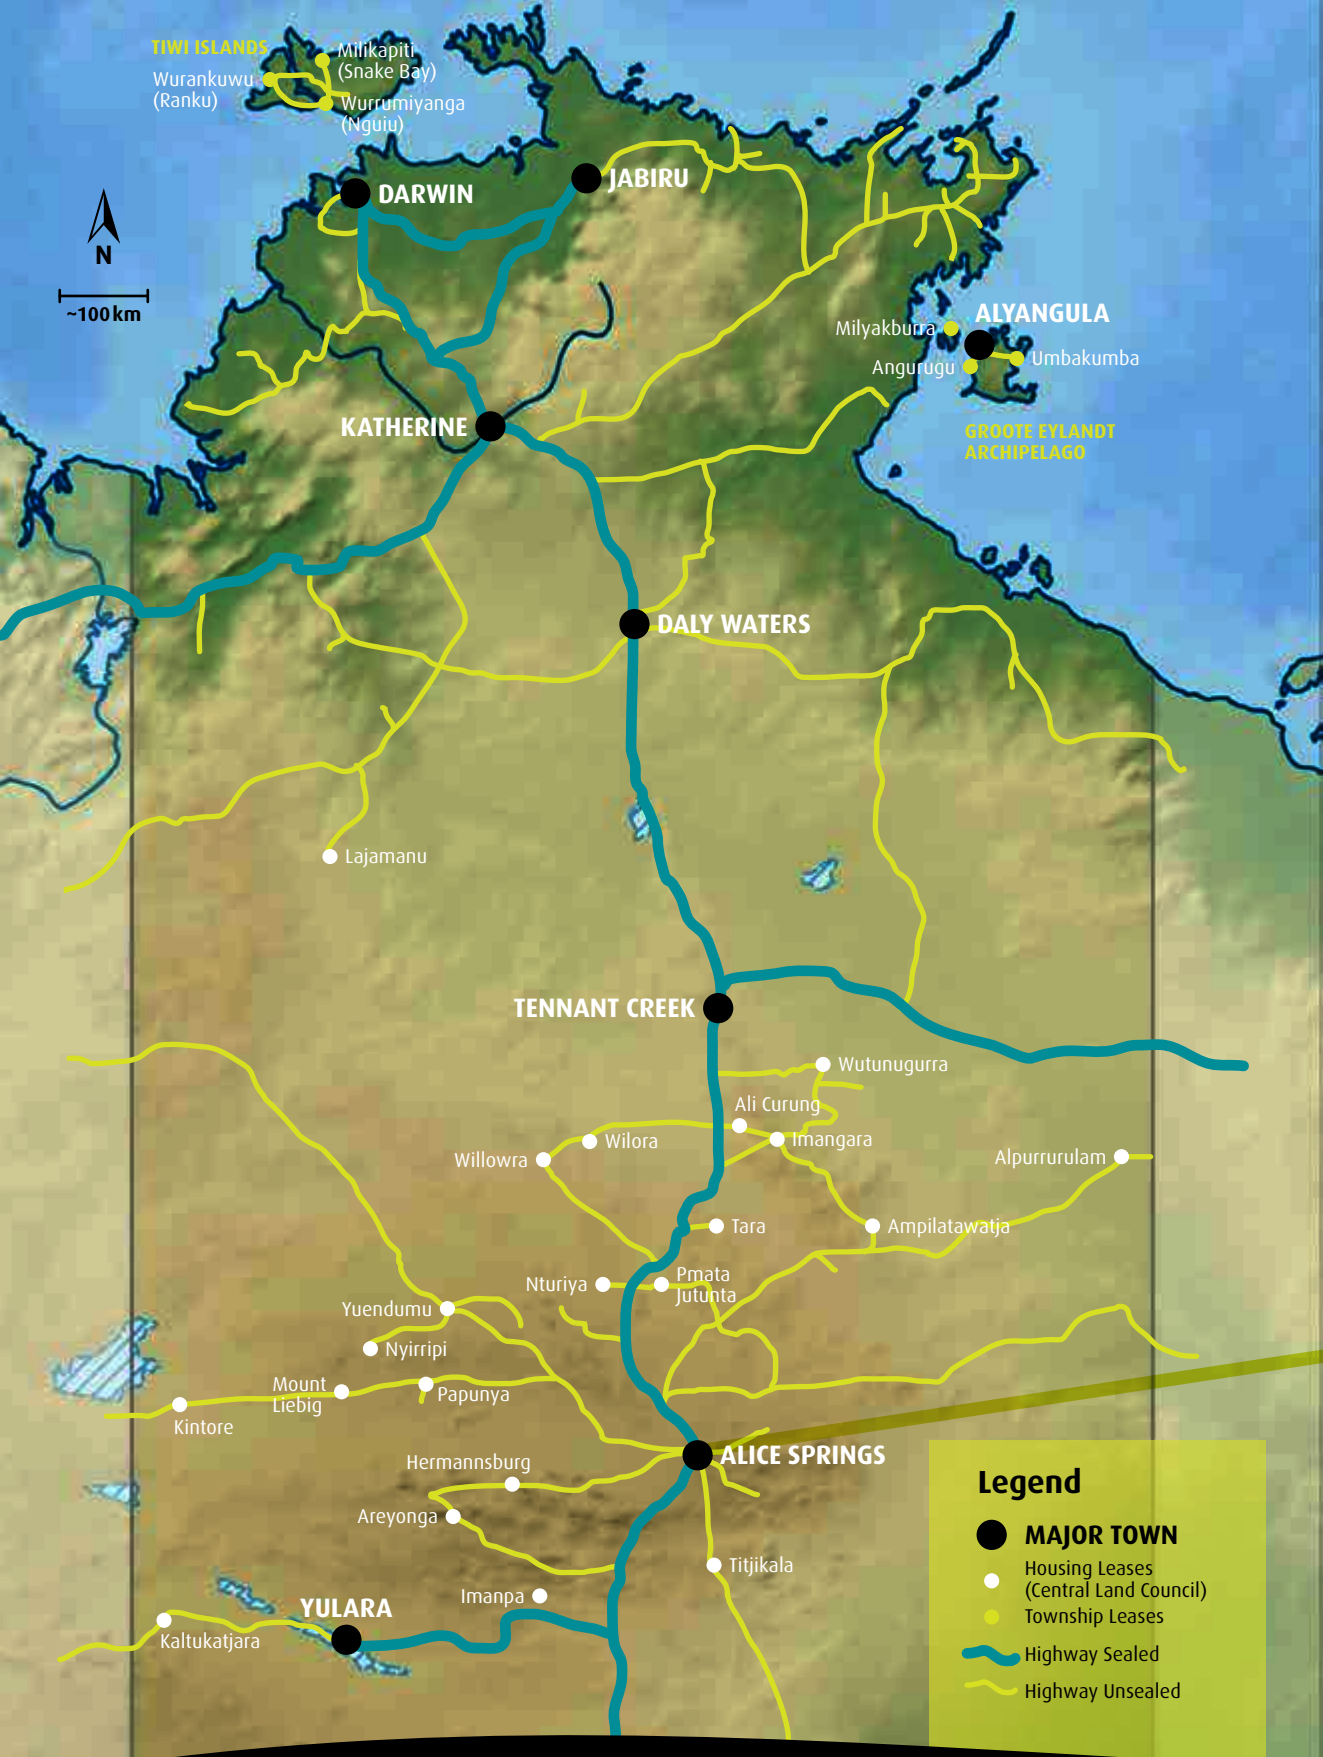 TIWI ISLANDS
Milikapiti
(Snake Bay)
Wurankuwu
(Ranku)
Wurrumiyanga
(Nguiu)
DARWIN
JABIRU
N
~100 km
ALYANGULA
Milyakburra
Umbakumba
Angurugu
GROOTE EYLANDT
ARCHIPELAGO
KATHERINE
DALY WATERS
Lajamanu
TENNANT CREEK
Wutunugurra
Ali Curung
Imangara
Wilora
Willowra
Alpurrurulam
Tara
Ampilatawatja
Nturiya
Pmata
Jutunta
Yuendumu
Nyirripi
Mount
Liebig
Papunya
Kintore
ALICE SPRINGS
Hermannsburg
Areyonga
Titjikala
Imanpa
YULARA
Kaltukatjara
Legend
MAJOR TOWN
Housing Leases
(Central Land Council)
Township Leases
Highway Sealed
Highway Unsealed